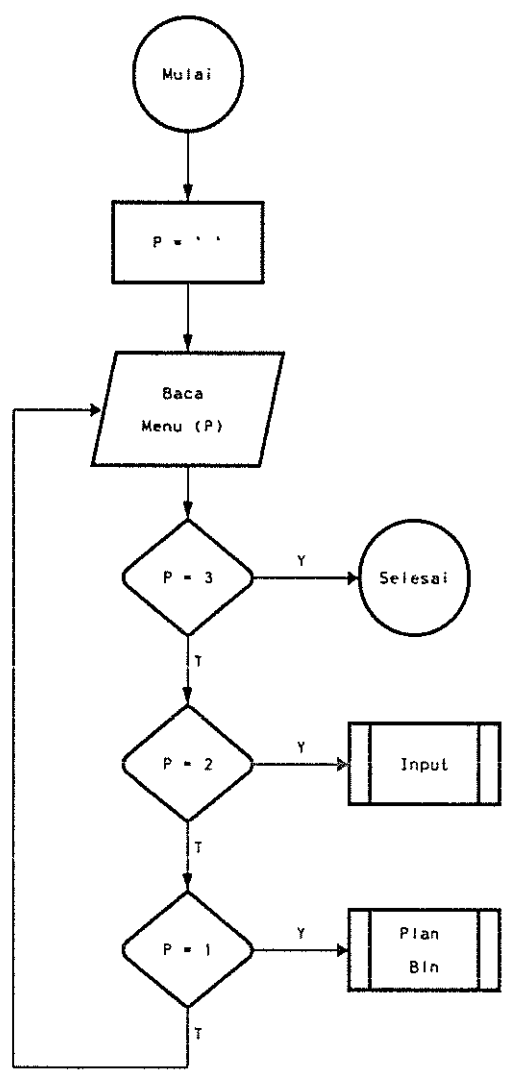 Mulai
P = ' '
Baca
Menu (P)
P = 3
Y
Selesai
T
P = 2
Y
Input
T
P = 1
Y
Plan
Bln
T